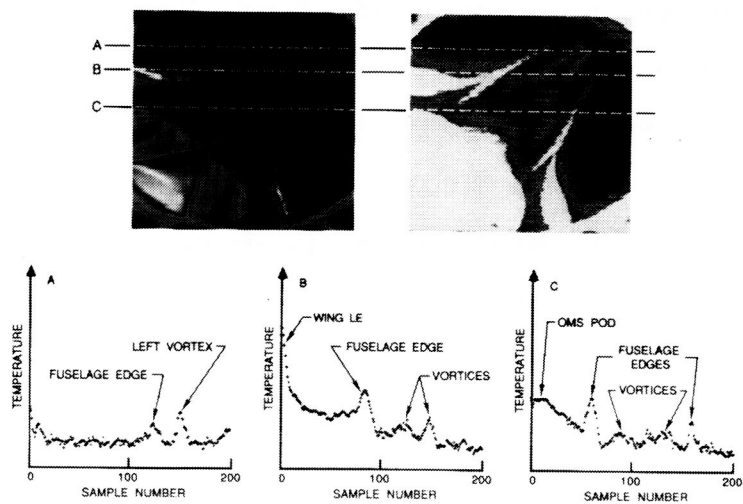 A
B
C
A
LEFT VORTEX
FUSELAGE EDGE
TEMPERATURE
0
100
200
SAMPLE NUMBER
B
WING LE
FUSELAGE EDGE
VORTICES
TEMPERATURE
0
100
200
SAMPLE NUMBER
C
OMS POD
FUSELAGE
EDGES
VORTICES
TEMPERATURE
0
100
200
SAMPLE NUMBER